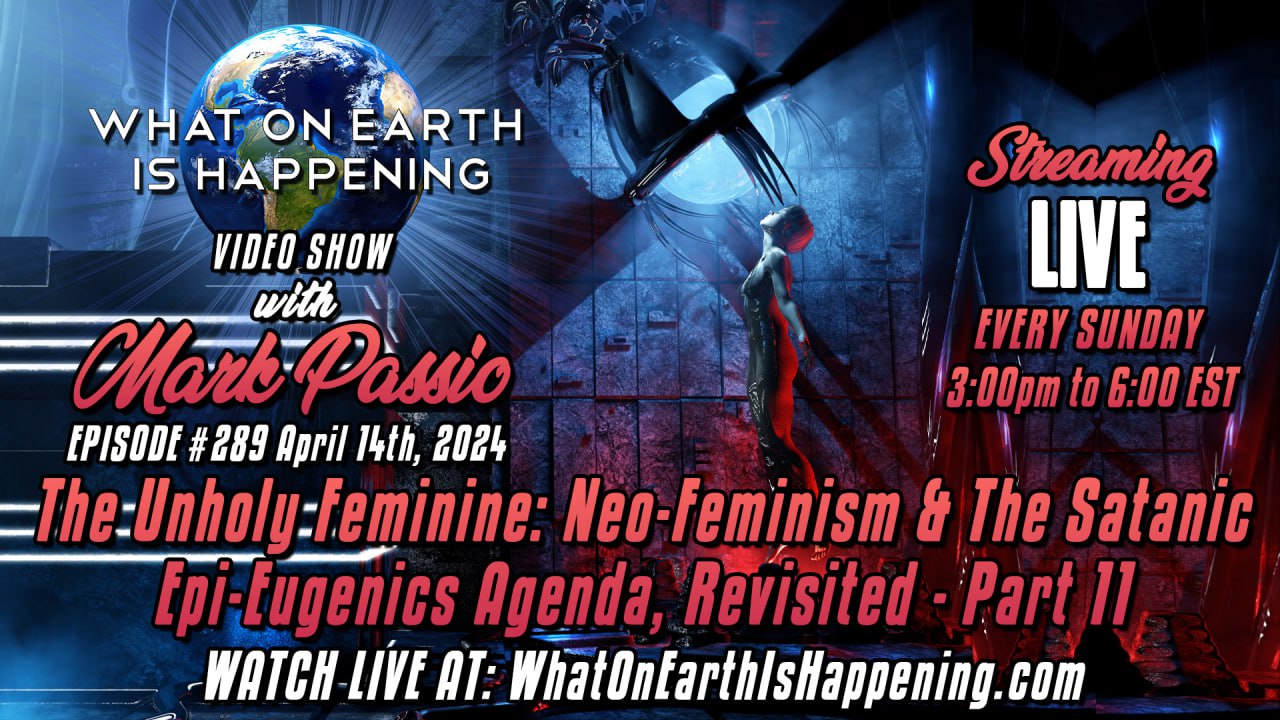 WHAT ON EARTH
IS HAPPENING
VIDEO SHOW
with
Mark Passio
EPISODE #289 April 14th, 2024
Streaming
LIVE
EVERY SUNDAY
3:00pm to 6:00 EST
The Unholy Feminine: Neo-Feminism & The Satanic
Epi-Eugenics Agenda, Revisited - Part 11
WATCH LIVE AT: WhatOnEarthIsHappening.com